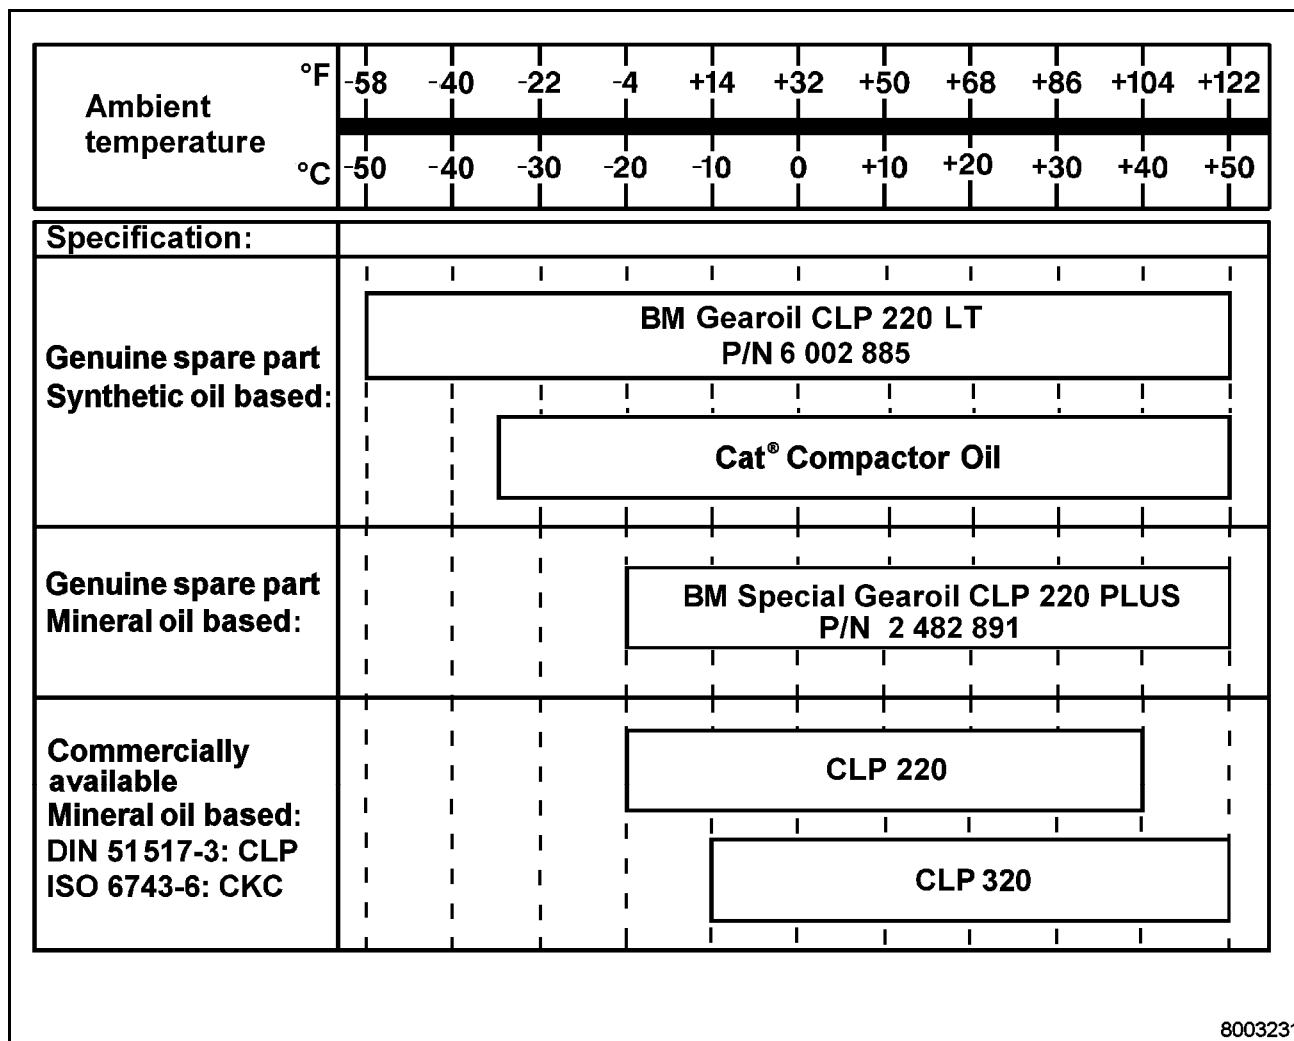 Ambient
temperature
°F -58 -40 -22 -4 +14 +32 +50 +68 +86 +104 +122
°C -50 -40 -30 -20 -10 0 +10 +20 +30 +40 +50
Specification:
Genuine spare part
Synthetic oil based:
BM Gearoil CLP 220 LT
P/N 6 002 885
Cat® Compactor Oil
Genuine spare part
Mineral oil based:
BM Special Gearoil CLP 220 PLUS
P/N 2 482 891
Commercially
available
Mineral oil based:
DIN 51517-3: CLP
ISO 6743-6: CKC
CLP 220
CLP 320
8003231